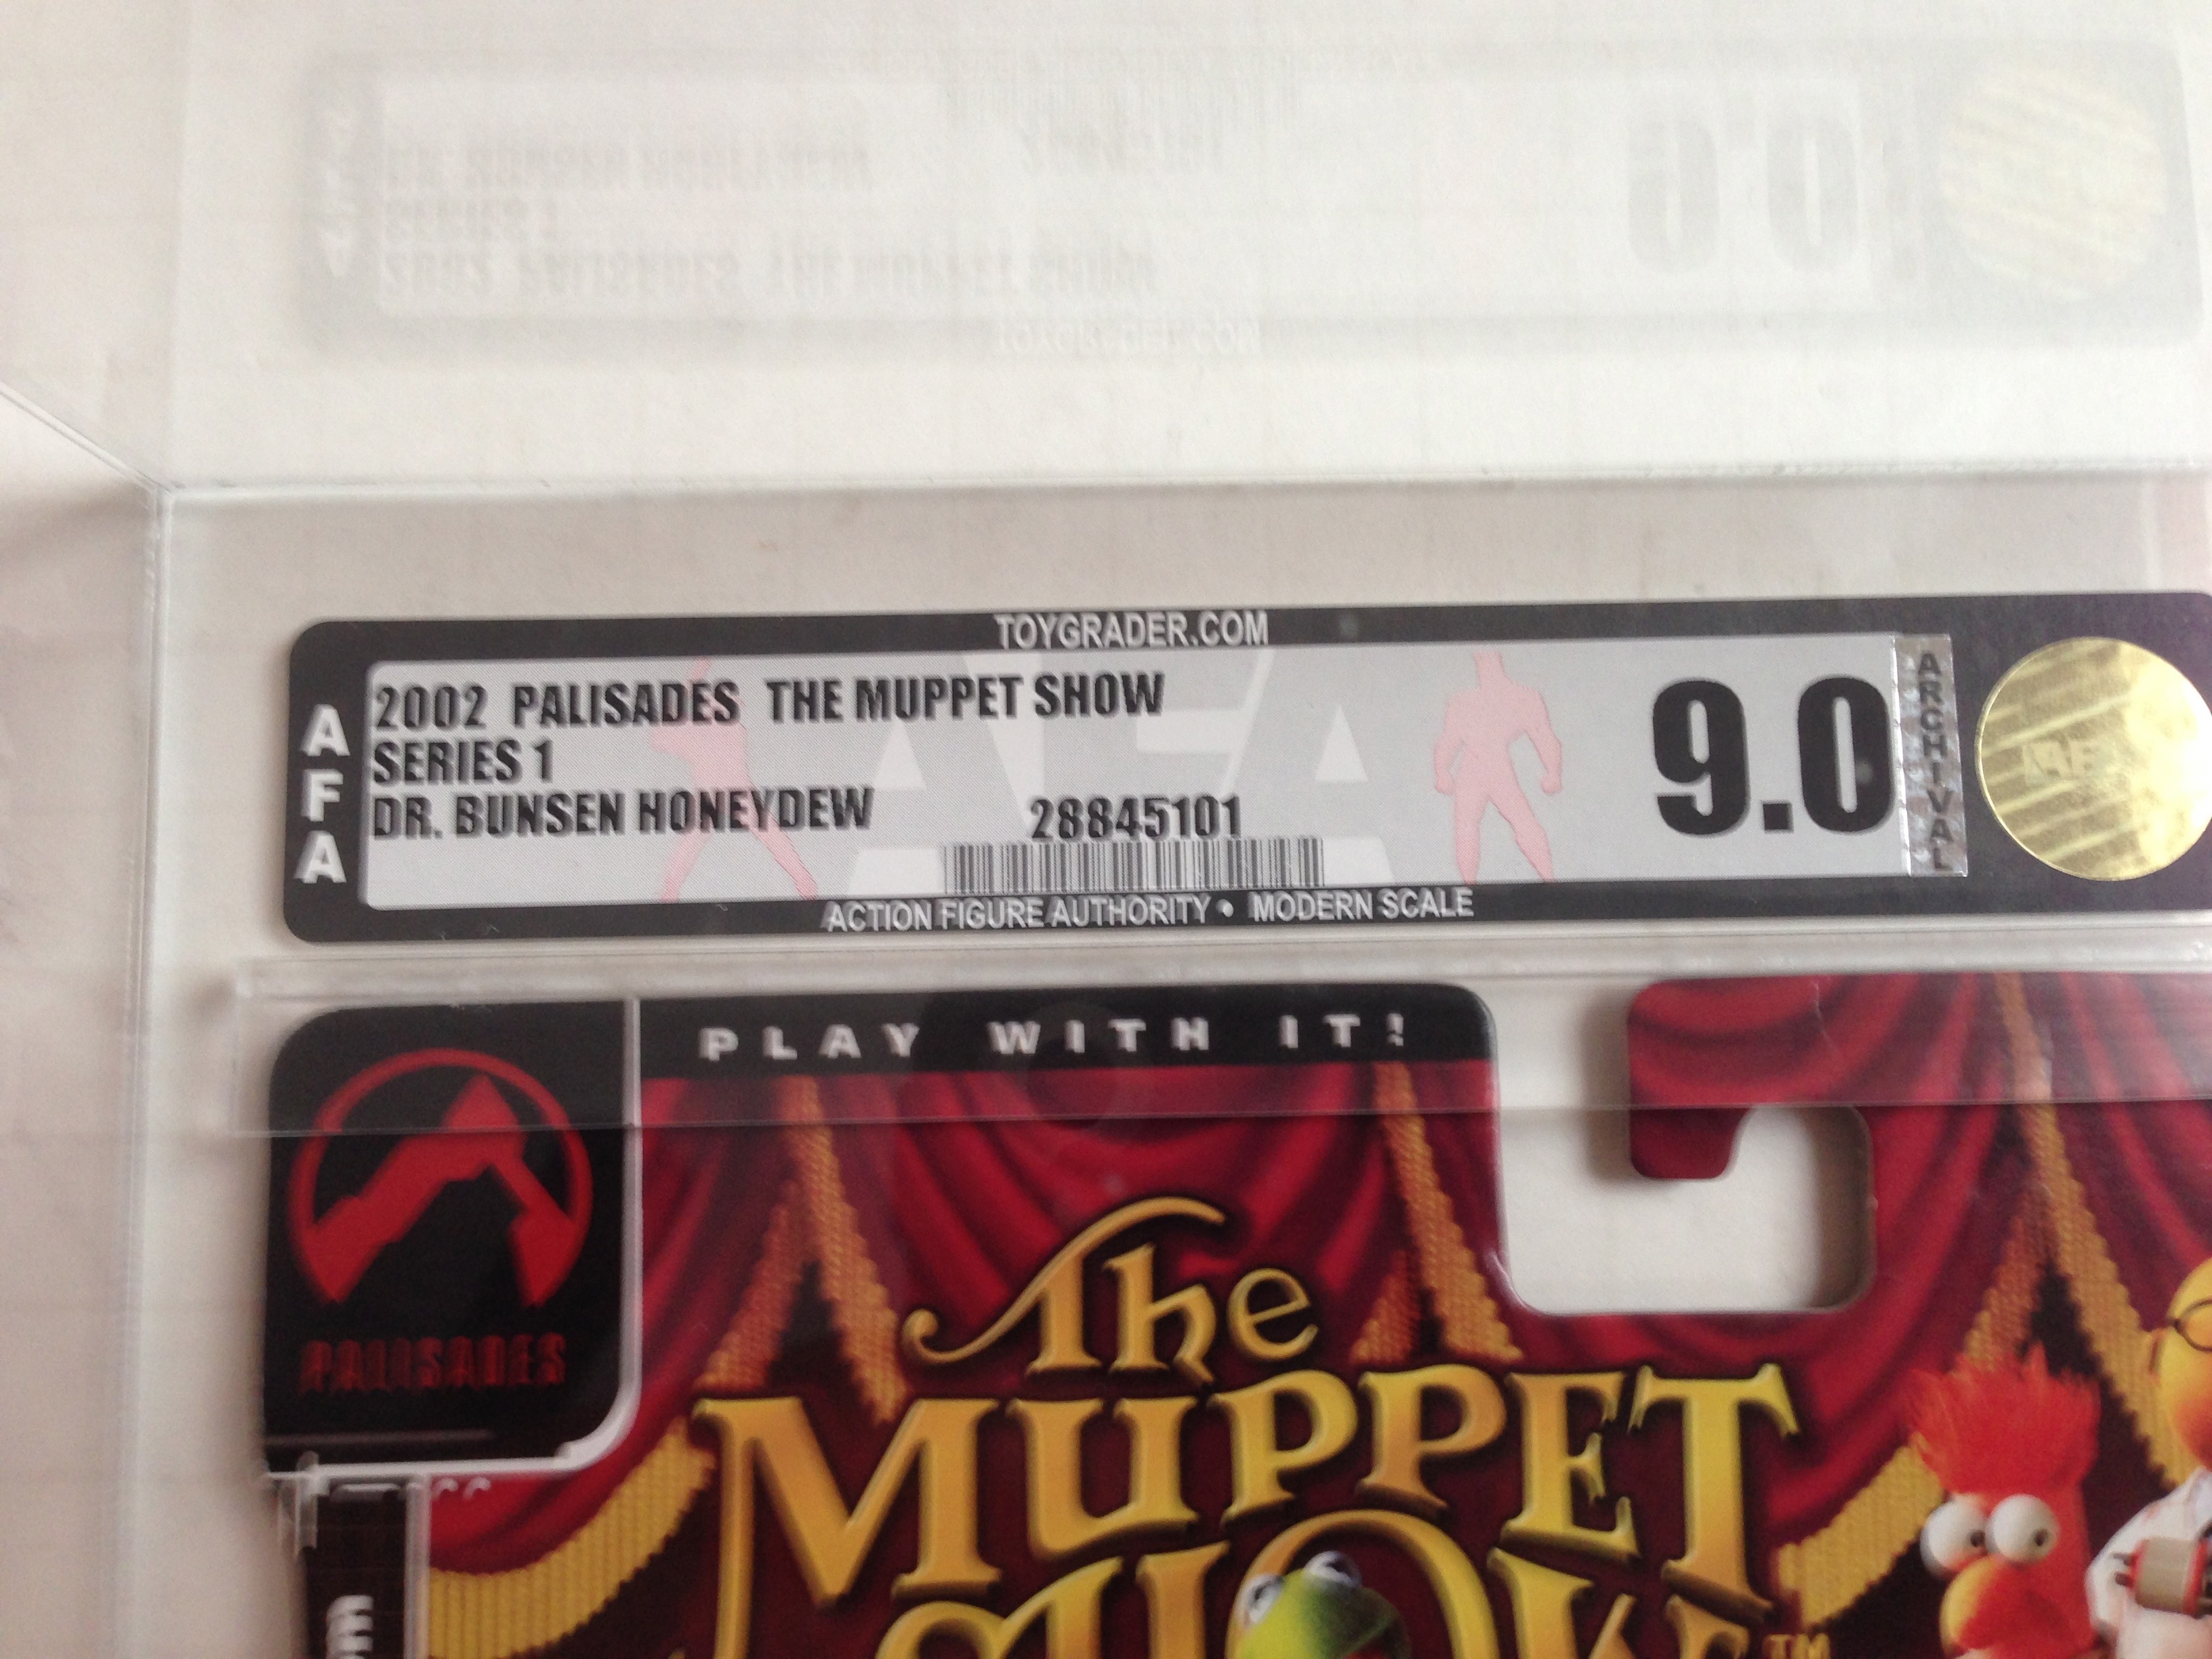 TOYGRADER.COM
AFA
2002 PALISADES THE MUPPET SHOW
SERIES 1
DR. BUNSEN HONEYDEW
28845101
9.0
ARCHIVAL
ACTION FIGURE AUTHORITY • MODERN SCALE
PLAY WITH IT!
PALISADES
The
MUPPET
SHOW™